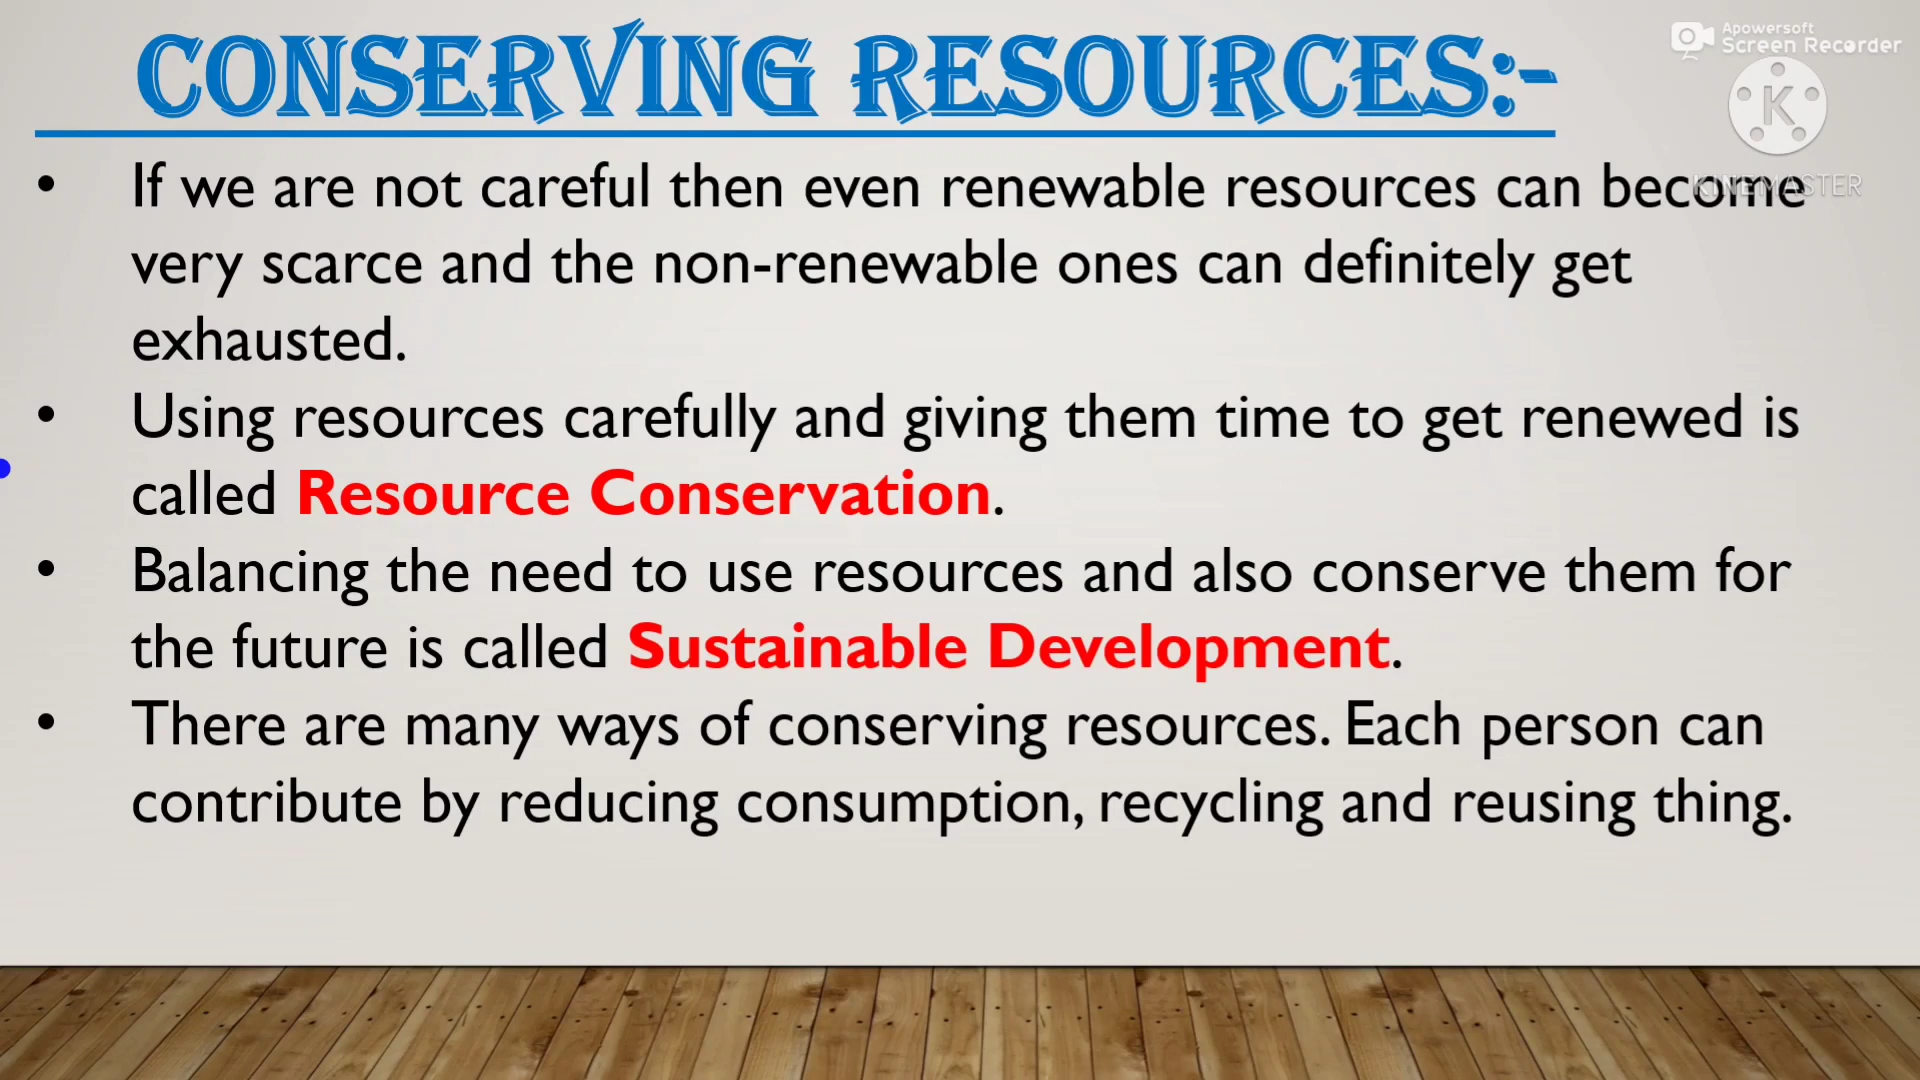 CONSERVING RESOURCES:-
Apowersoft
Screen Recorder
K
KINEMASTER
• If we are not careful then even renewable resources can become
very scarce and the non-renewable ones can definitely get
exhausted.
• Using resources carefully and giving them time to get renewed is
called Resource Conservation.
• Balancing the need to use resources and also conserve them for
the future is called Sustainable Development.
• There are many ways of conserving resources. Each person can
contribute by reducing consumption, recycling and reusing thing.